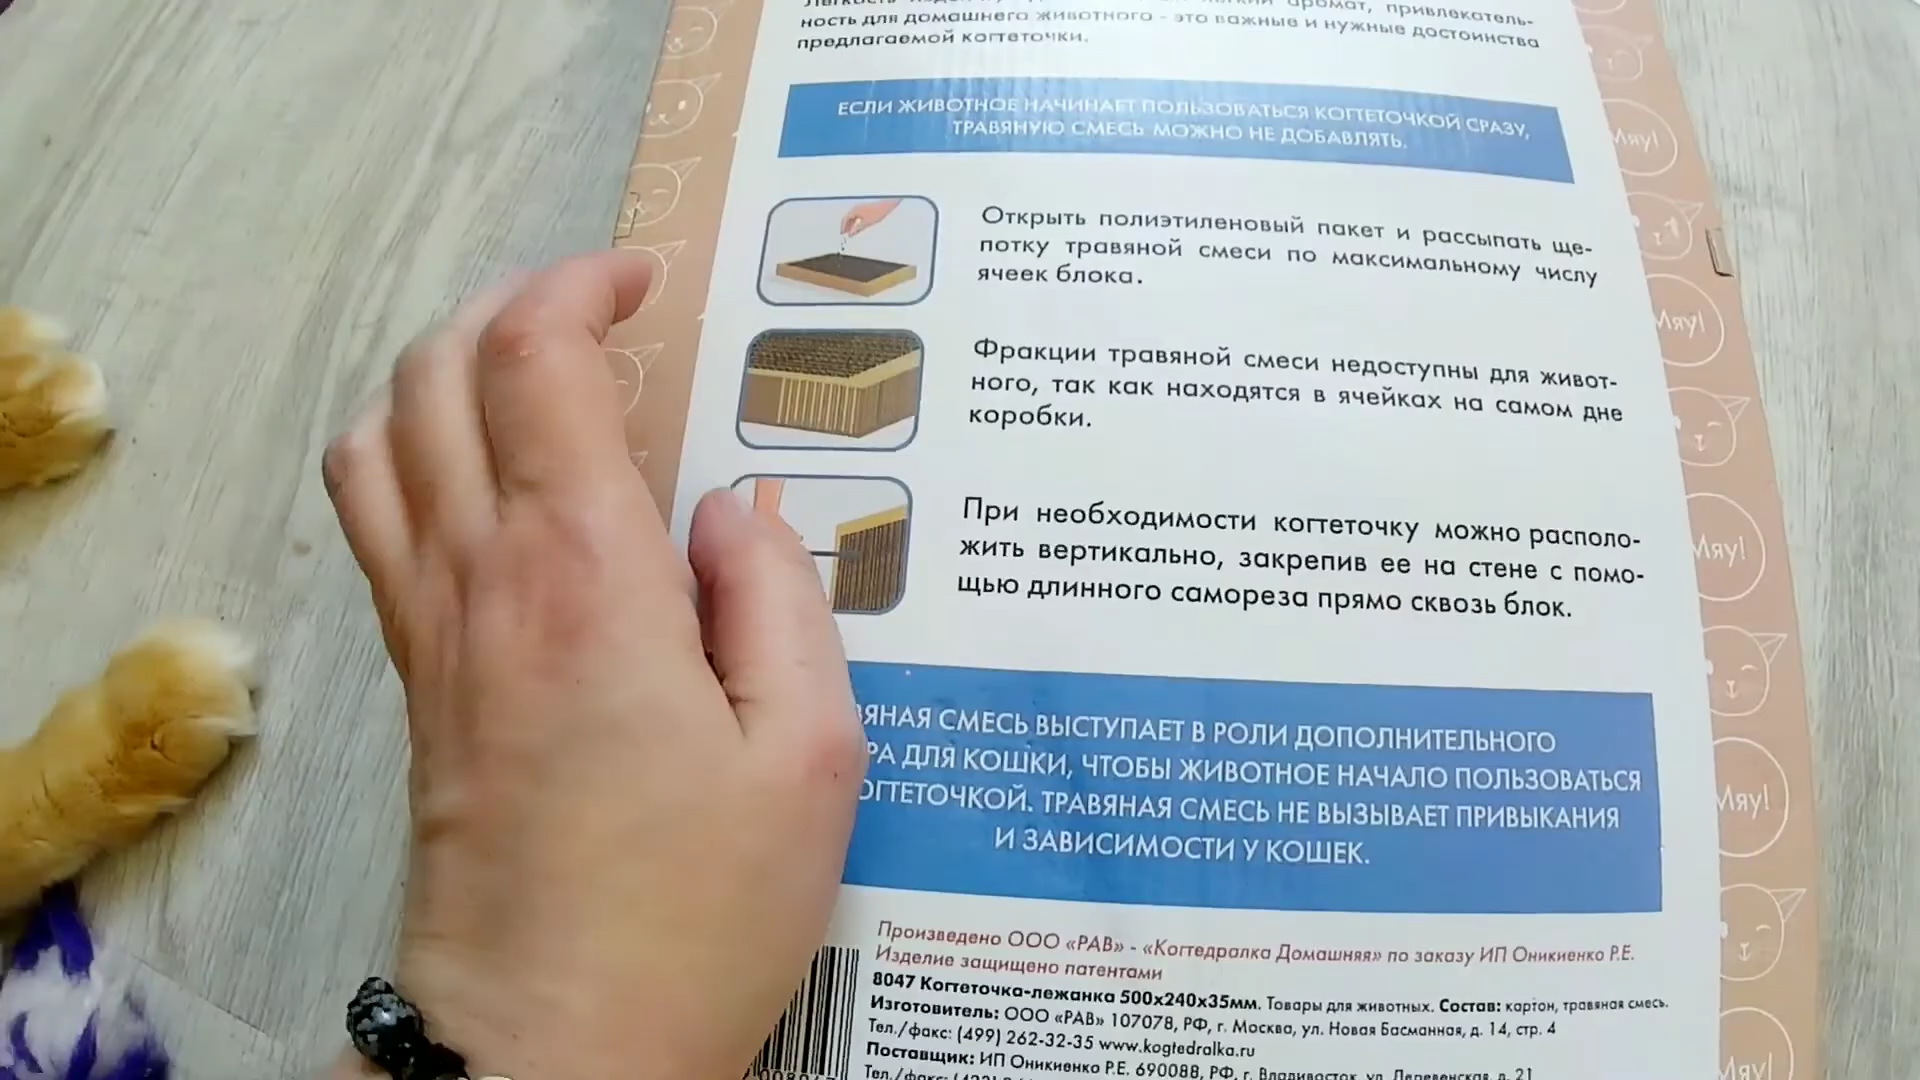 аромат, привлекатель-
ность для домашнего животного - это важные и нужные достоинства
предлагаемой когтеточки.
ЕСЛИ ЖИВОТНОЕ НАЧИНАЕТ ПОЛЬЗОВАТЬСЯ КОГТЕТОЧКОЙ СРАЗУ,
ТРАВЯНУЮ СМЕСЬ МОЖНО НЕ ДОБАВЛЯТЬ.
Открыть полиэтиленовый пакет и рассыпать ще-
потку травяной смеси по максимальному числу
ячеек блока.
Фракции травяной смеси недоступны для живот-
ного, так как находятся в ячейках на самом дне
коробки.
При необходимости когтеточку можно располо-
жить вертикально, закрепив ее на стене с помо-
щью длинного самореза прямо сквозь блок.
ВЯНАЯ СМЕСЬ ВЫСТУПАЕТ В РОЛИ ДОПОЛНИТЕЛЬНОГО
РА ДЛЯ КОШКИ, ЧТОБЫ ЖИВОТНОЕ НАЧАЛО ПОЛЬЗОВАТЬСЯ
ОГТЕТОЧКОЙ. ТРАВЯНАЯ СМЕСЬ НЕ ВЫЗЫВАЕТ ПРИВЫКАНИЯ
И ЗАВИСИМОСТИ У КОШЕК.
Произведено ООО «РАВ» - «Когтедралка Домашняя» по заказу ИП Оникиенко Р.Е.
Изделие защищено патентами
8047 Когтеточка-лежанка 500х240х35мм. Товары для животных. Состав: картон, травяная смесь.
Изготовитель: ООО «РАВ» 107078, РФ, г. Москва, ул. Новая Басманная, д. 14, стр. 4
Тел./факс: (499) 262-32-35 www.kogtedralka.ru
Поставщик: ИП Оникиенко Р.Е. 690088, РФ, г. Владивосток, ул. Деревенская, д. 21
Тел./факс:
Мяу!
Мяу!
Мяу!
Мяу!
Мяу!